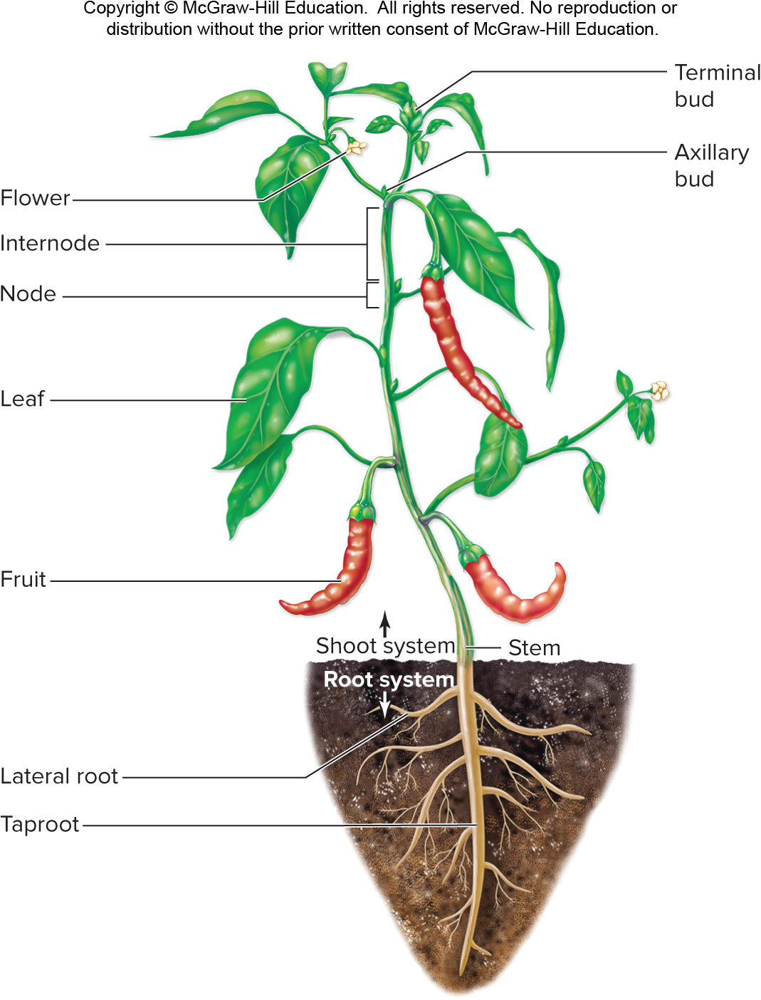 Copyright © McGraw-Hill Education.  All rights reserved. No reproduction or
distribution without the prior written consent of McGraw-Hill Education.
Terminal
bud
Axillary
bud
Flower
Internode
Node
Leaf
Fruit
Shoot system
Stem
Root system
Lateral root
Taproot